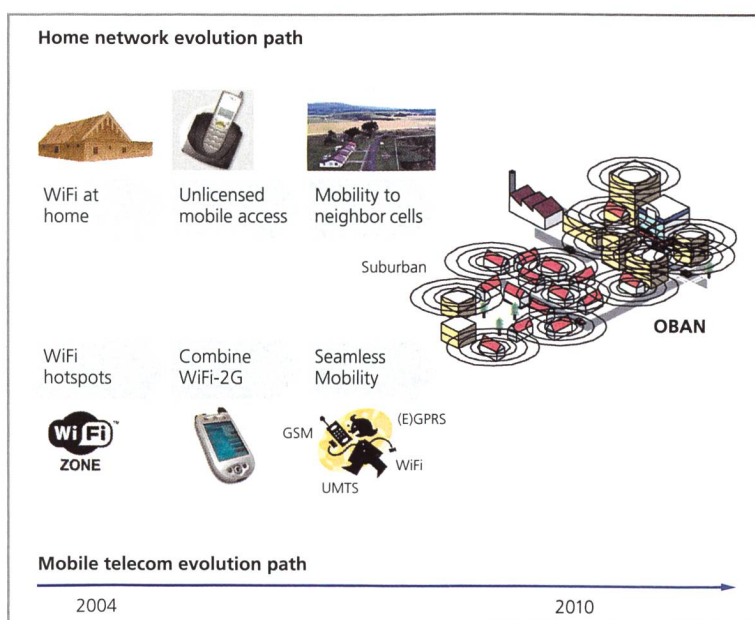 Home network evolution path
WiFi at
home
Unlicensed
mobile access
Mobility to
neighbor cells
Suburban
OBAN
WiFi
hotspots
Combine
WiFi-2G
Seamless
Mobility
Wi Fi™
ZONE
GSM
(E)GPRS
WiFi
UMTS
Mobile telecom evolution path
2004
2010